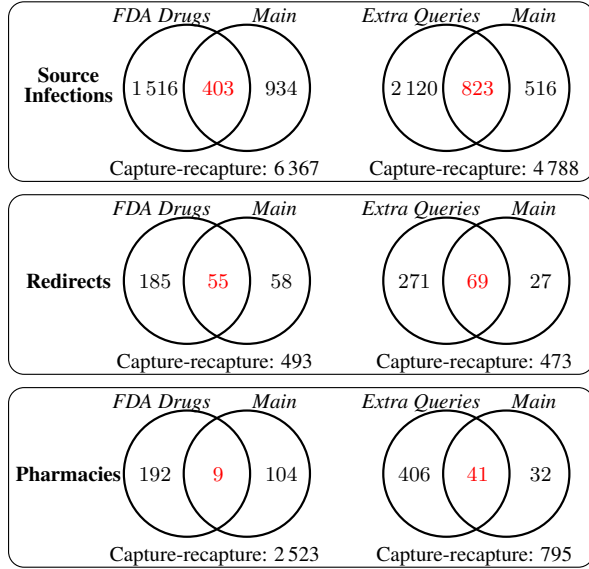 FDA Drugs Main Extra Queries Main
Source
Infections
1 516 403 934 2 120 823 516
Capture-recapture: 6 367 Capture-recapture: 4 788
FDA Drugs Main Extra Queries Main
Redirects 185 55 58 271 69 27
Capture-recapture: 493 Capture-recapture: 473
FDA Drugs Main Extra Queries Main
Pharmacies 192 9 104 406 41 32
Capture-recapture: 2 523 Capture-recapture: 795